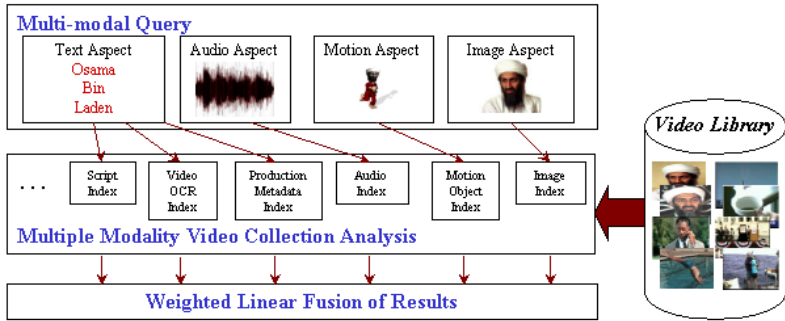 Multi-modal Query
Text Aspect
Osama
Bin
Laden
Audio Aspect
Motion Aspect
Image Aspect
Video Library
. . .
Script
Index
Video
OCR
Index
Production
Metadata
Index
Audio
Index
Motion
Object
Index
Image
Index
Multiple Modality Video Collection Analysis
Weighted Linear Fusion of Results